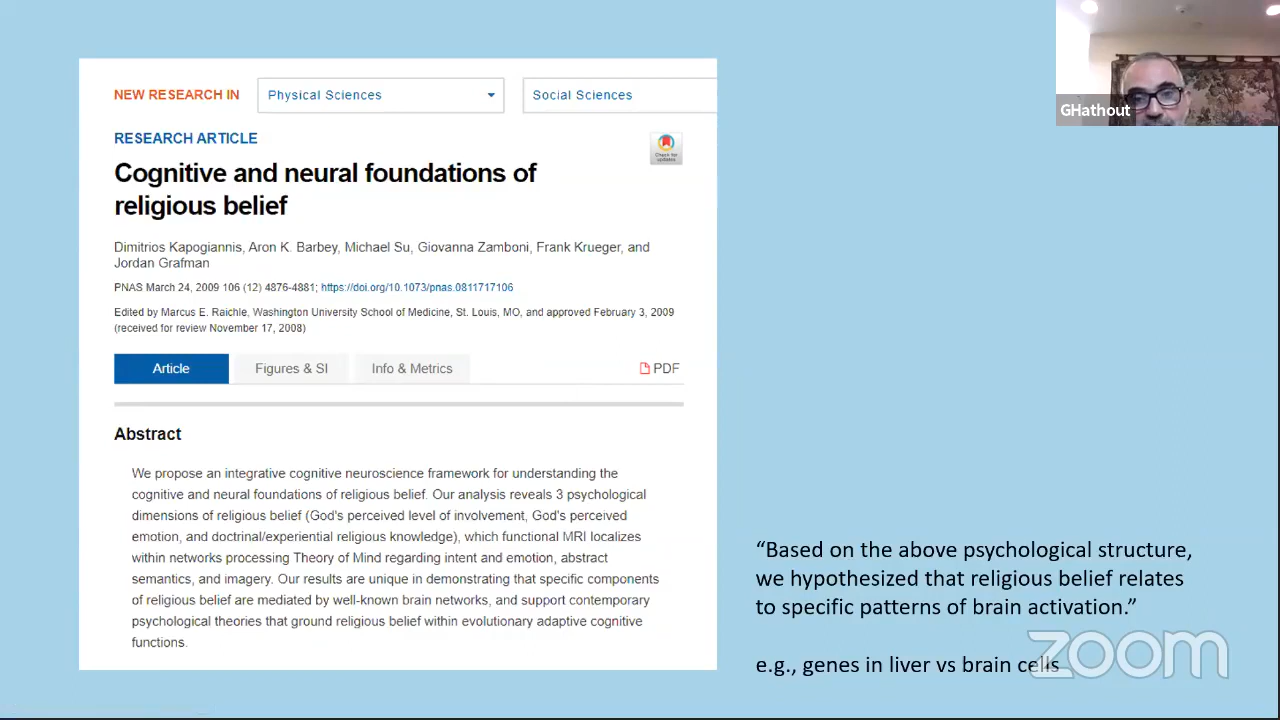 NEW RESEARCH IN
Physical Sciences
Social Sciences
RESEARCH ARTICLE
Check for
updates
Cognitive and neural foundations of
religious belief
Dimitrios Kapogiannis, Aron K. Barbey, Michael Su, Giovanna Zamboni, Frank Krueger, and
Jordan Grafman
PNAS March 24, 2009 106 (12) 4876-4881; https://doi.org/10.1073/pnas.0811717106
Edited by Marcus E. Raichle, Washington University School of Medicine, St. Louis, MO, and approved February 3, 2009
(received for review November 17, 2008)
Article
Figures & SI
Info & Metrics
PDF
Abstract
We propose an integrative cognitive neuroscience framework for understanding the
cognitive and neural foundations of religious belief. Our analysis reveals 3 psychological
dimensions of religious belief (God's perceived level of involvement, God's perceived
emotion, and doctrinal/experiential religious knowledge), which functional MRI localizes
within networks processing Theory of Mind regarding intent and emotion, abstract
semantics, and imagery. Our results are unique in demonstrating that specific components
of religious belief are mediated by well-known brain networks, and support contemporary
psychological theories that ground religious belief within evolutionary adaptive cognitive
functions.
GHathout
“Based on the above psychological structure,
we hypothesized that religious belief relates
to specific patterns of brain activation.”
e.g., genes in liver vs brain cells
zoom